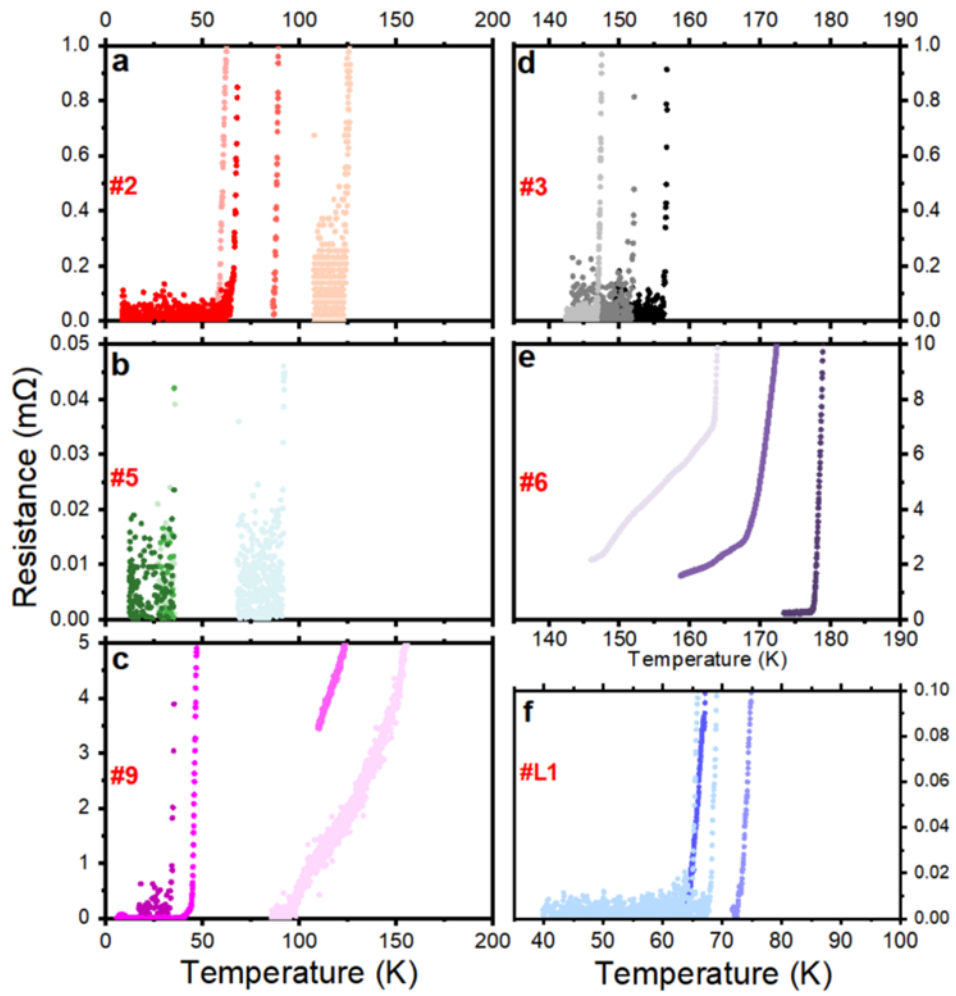 0 50 100 150 200
140 150 160 170 180 190
a
#2
1.0
0.8
0.6
0.4
0.2
0.0
d
#3
1.0
0.8
0.6
0.4
0.2
0.0
b
#5
0.05
0.04
0.03
0.02
0.01
0.00
Resistance (mΩ)
e
#6
10
8
6
4
2
0
140 150 160 170 180 190
Temperature (K)
c
#9
5
4
3
2
1
0
0 50 100 150 200
Temperature (K)
f
#L1
0.10
0.08
0.06
0.04
0.02
0.00
40 50 60 70 80 90 100
Temperature (K)